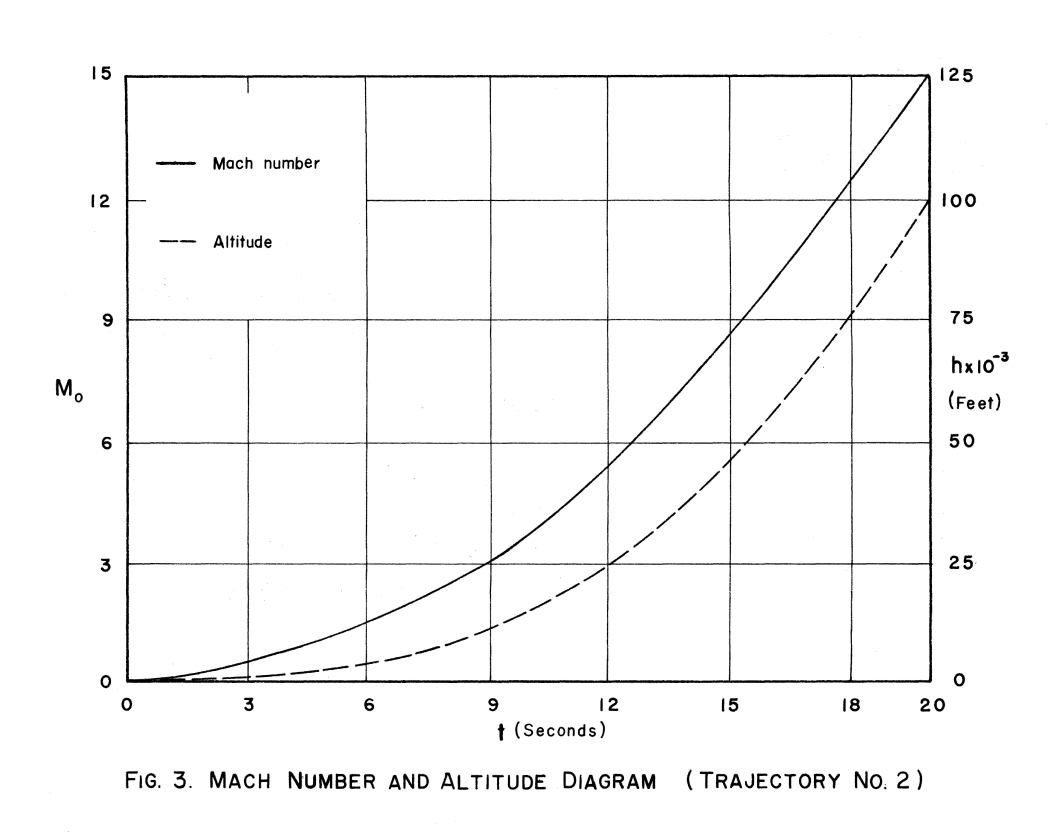 15
125
Mach number
12
100
Altitude
9
75
h x 10⁻³
M₀
(Feet)
6
50
3
25
0
0
0 3 6 9 12 15 18 20
t (Seconds)
FIG. 3. MACH NUMBER AND ALTITUDE DIAGRAM (TRAJECTORY NO. 2)